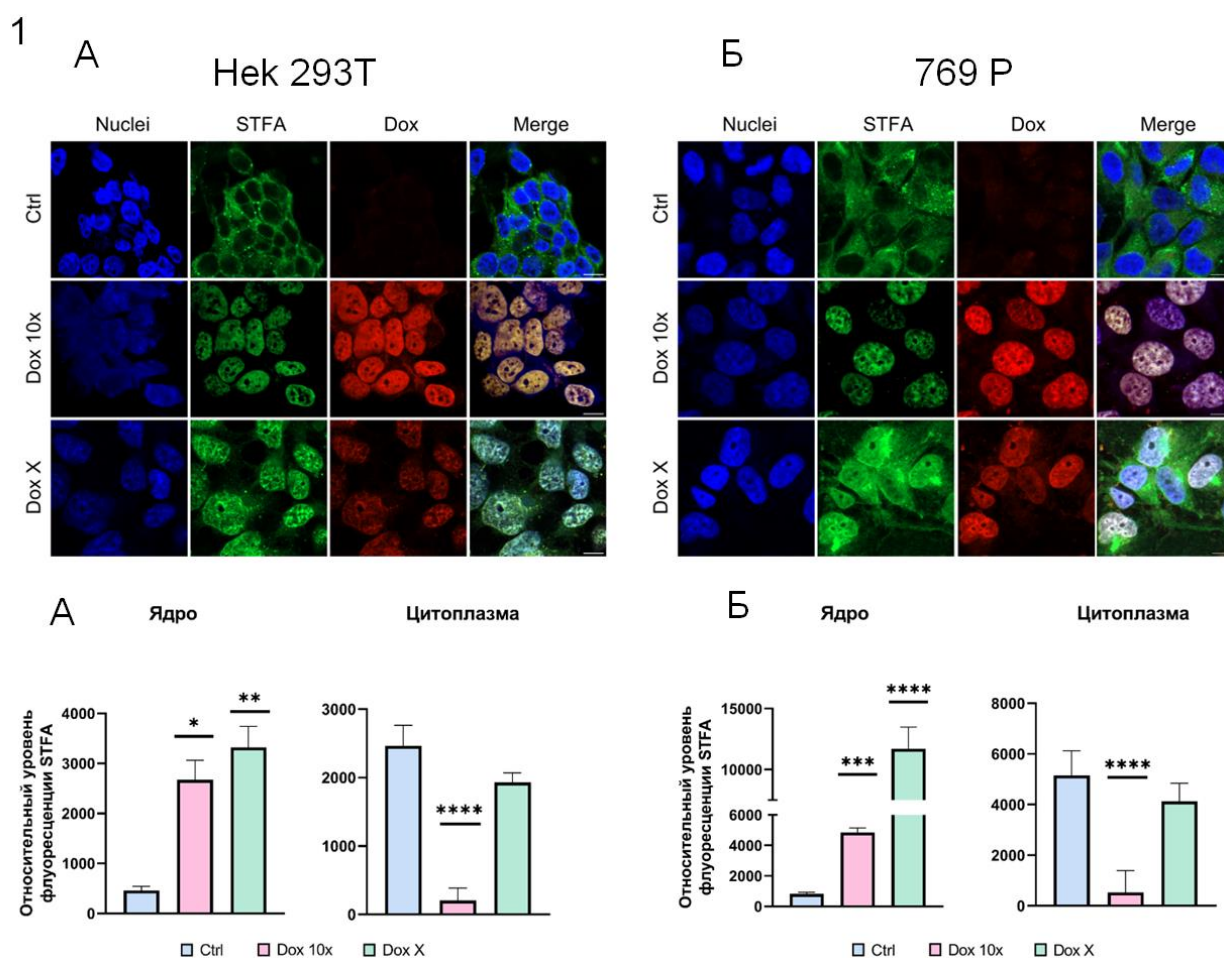 1
А
Hek 293T
Nuclei STFA Dox Merge
Ctrl
Dox 10x
Dox X
Б
769 P
Nuclei STFA Dox Merge
Ctrl
Dox 10x
Dox X
А
Ядро Цитоплазма
Относительный уровень
флуоресценции STFA
4000
3000
2000
1000
0
*
**
3000
2000
1000
0
****
Ctrl Dox 10x Dox X
Б
Ядро Цитоплазма
Относительный уровень
флуоресценции STFA
15000
10000
6000
4000
2000
0
***
****
8000
6000
4000
2000
0
****
Ctrl Dox 10x Dox X